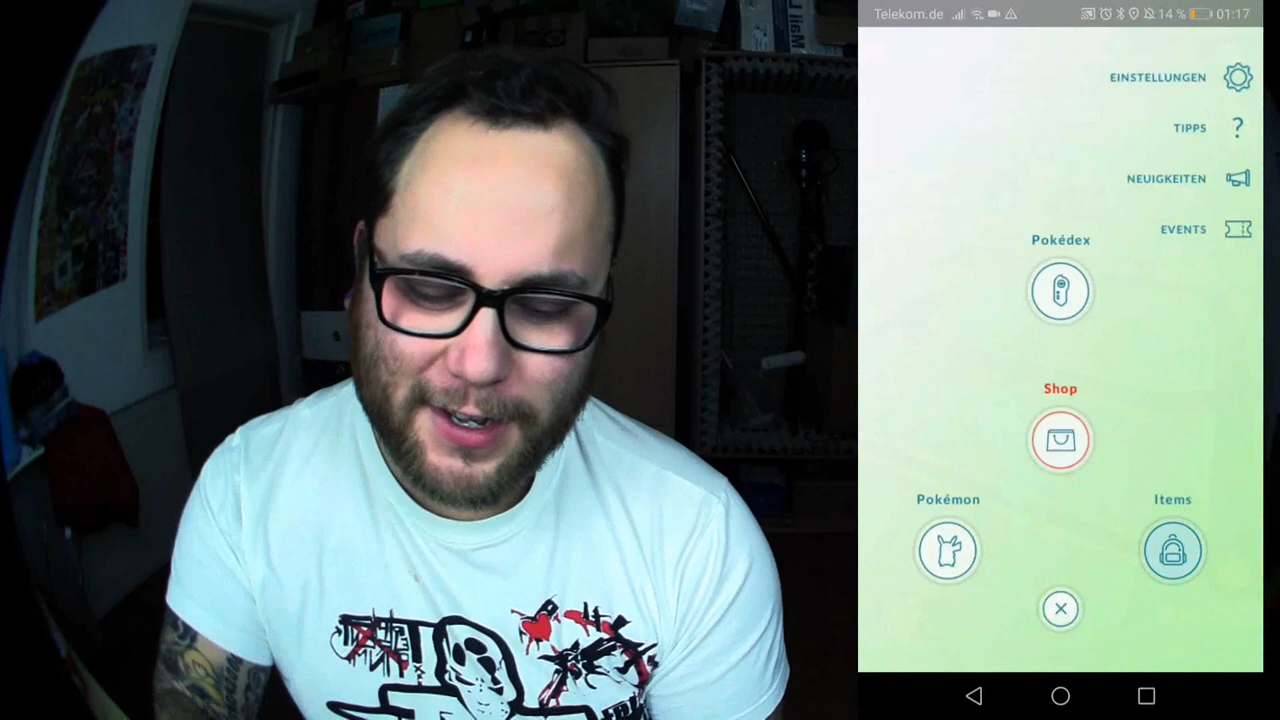 Telekom.de 14 % 01:17
EINSTELLUNGEN
TIPPS
?
NEUIGKEITEN
EVENTS
Pokédex
Shop
Pokémon
Items